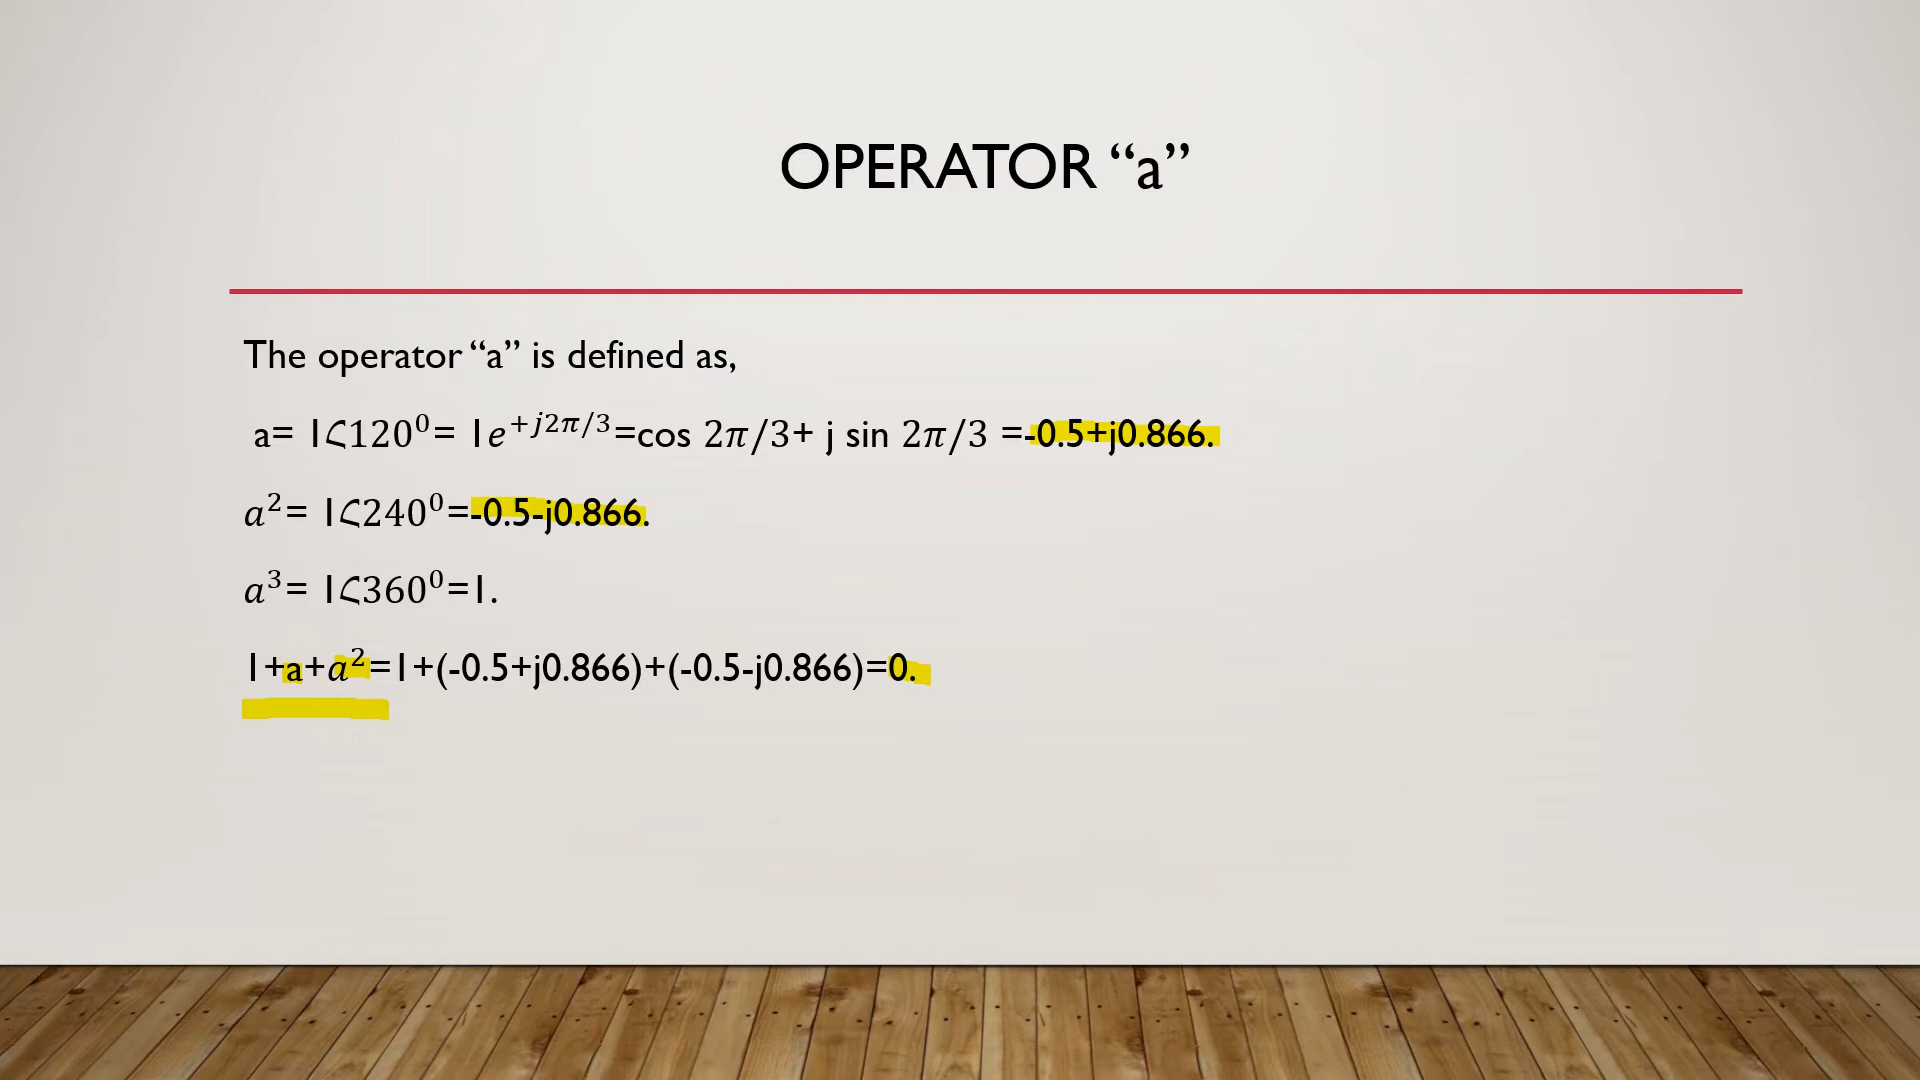 OPERATOR “a”
The operator “a” is defined as,
a= 1∠120⁰= 1e^{+j2π/3}=cos 2π/3+ j sin 2π/3 =-0.5+j0.866.
a²= 1∠240⁰=-0.5-j0.866.
a³= 1∠360⁰=1.
1+a+a²=1+(-0.5+j0.866)+(-0.5-j0.866)=0.